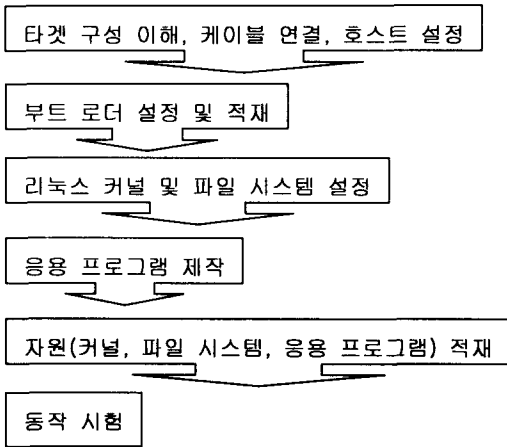 타겟 구성 이해, 케이블 연결, 호스트 설정
부트 로더 설정 및 적재
리눅스 커널 및 파일 시스템 설정
응용 프로그램 제작
자원(커널, 파일 시스템, 응용 프로그램) 적재
동작 시험